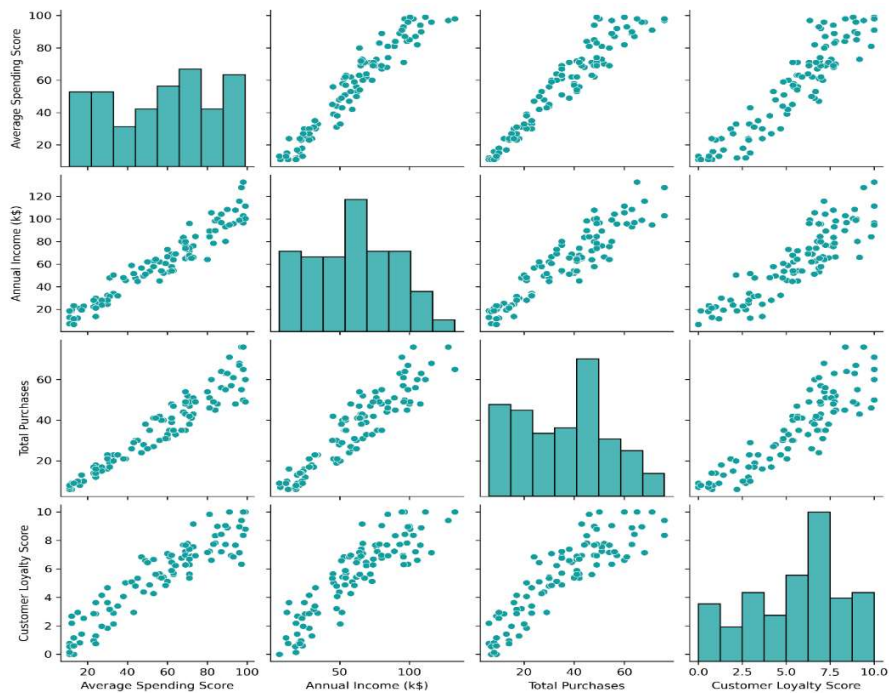 Average Spending Score
100
80
60
40
20
Annual Income (k$)
120
100
80
60
40
20
Total Purchases
60
40
20
Customer Loyalty Score
10
8
6
4
2
0
20 40 60 80 100
50 100
20 40 60
0.0 2.5 5.0 7.5 10.0
Average Spending Score
Annual Income (k$)
Total Purchases
Customer Loyalty Score